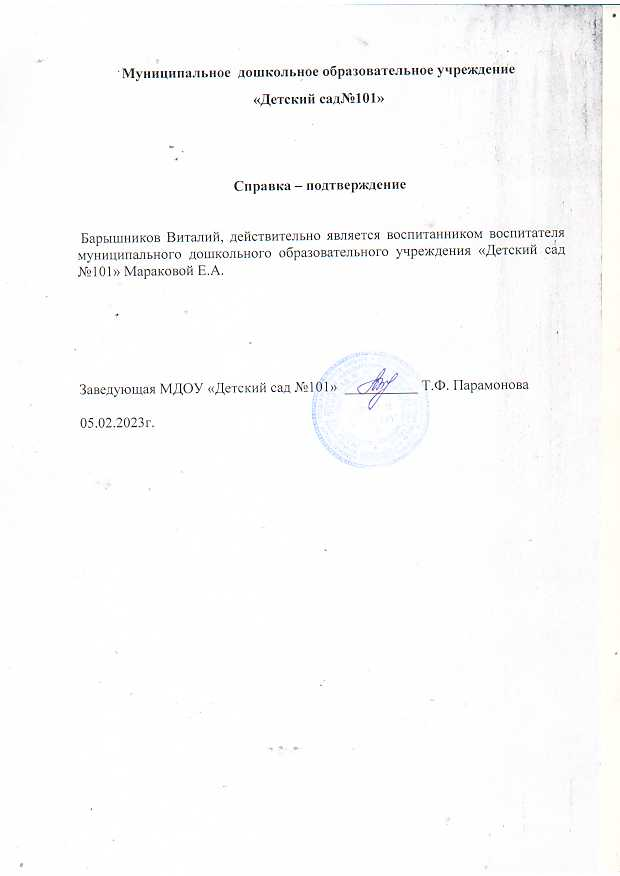 Муниципальное дошкольное образовательное учреждение
«Детский сад№101»
Справка – подтверждение
Барышников Виталий, действительно является воспитанником воспитателя
муниципального дошкольного образовательного учреждения «Детский сад
№101» Мараковой Е.А.
Заведующая МДОУ «Детский сад №101» __________ Т.Ф. Парамонова
05.02.2023г.